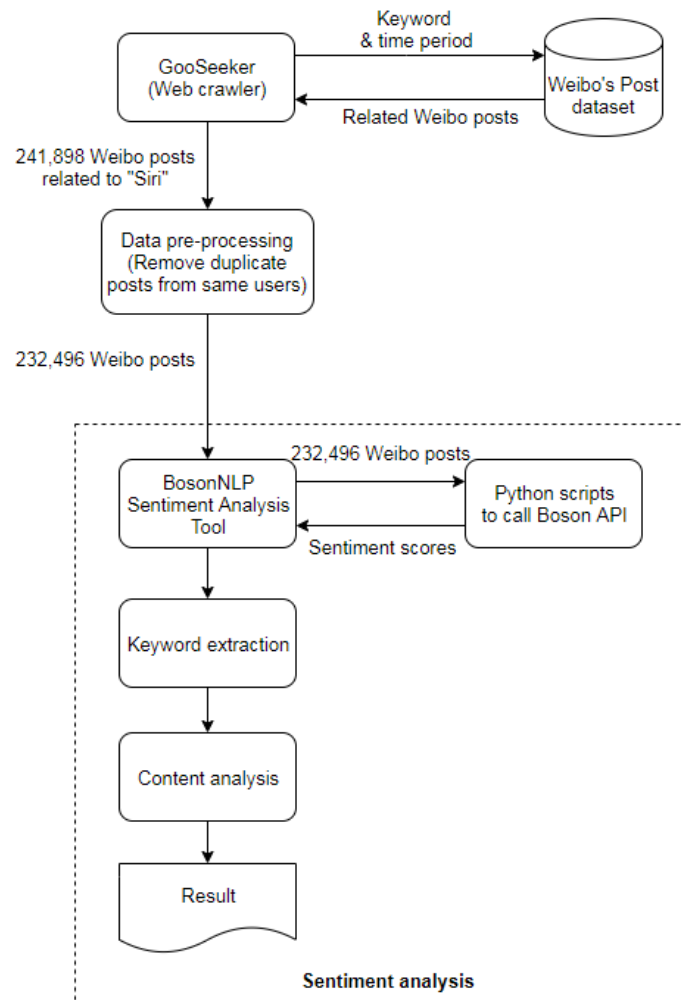 Keyword
& time period
GooSeeker
(Web crawler)
Weibo's Post
dataset
Related Weibo posts
241,898 Weibo posts
related to "Siri"
Data pre-processing
(Remove duplicate
posts from same users)
232,496 Weibo posts
232,496 Weibo posts
BosonNLP
Sentiment Analysis
Tool
Python scripts
to call Boson API
Sentiment scores
Keyword extraction
Content analysis
Result
Sentiment analysis